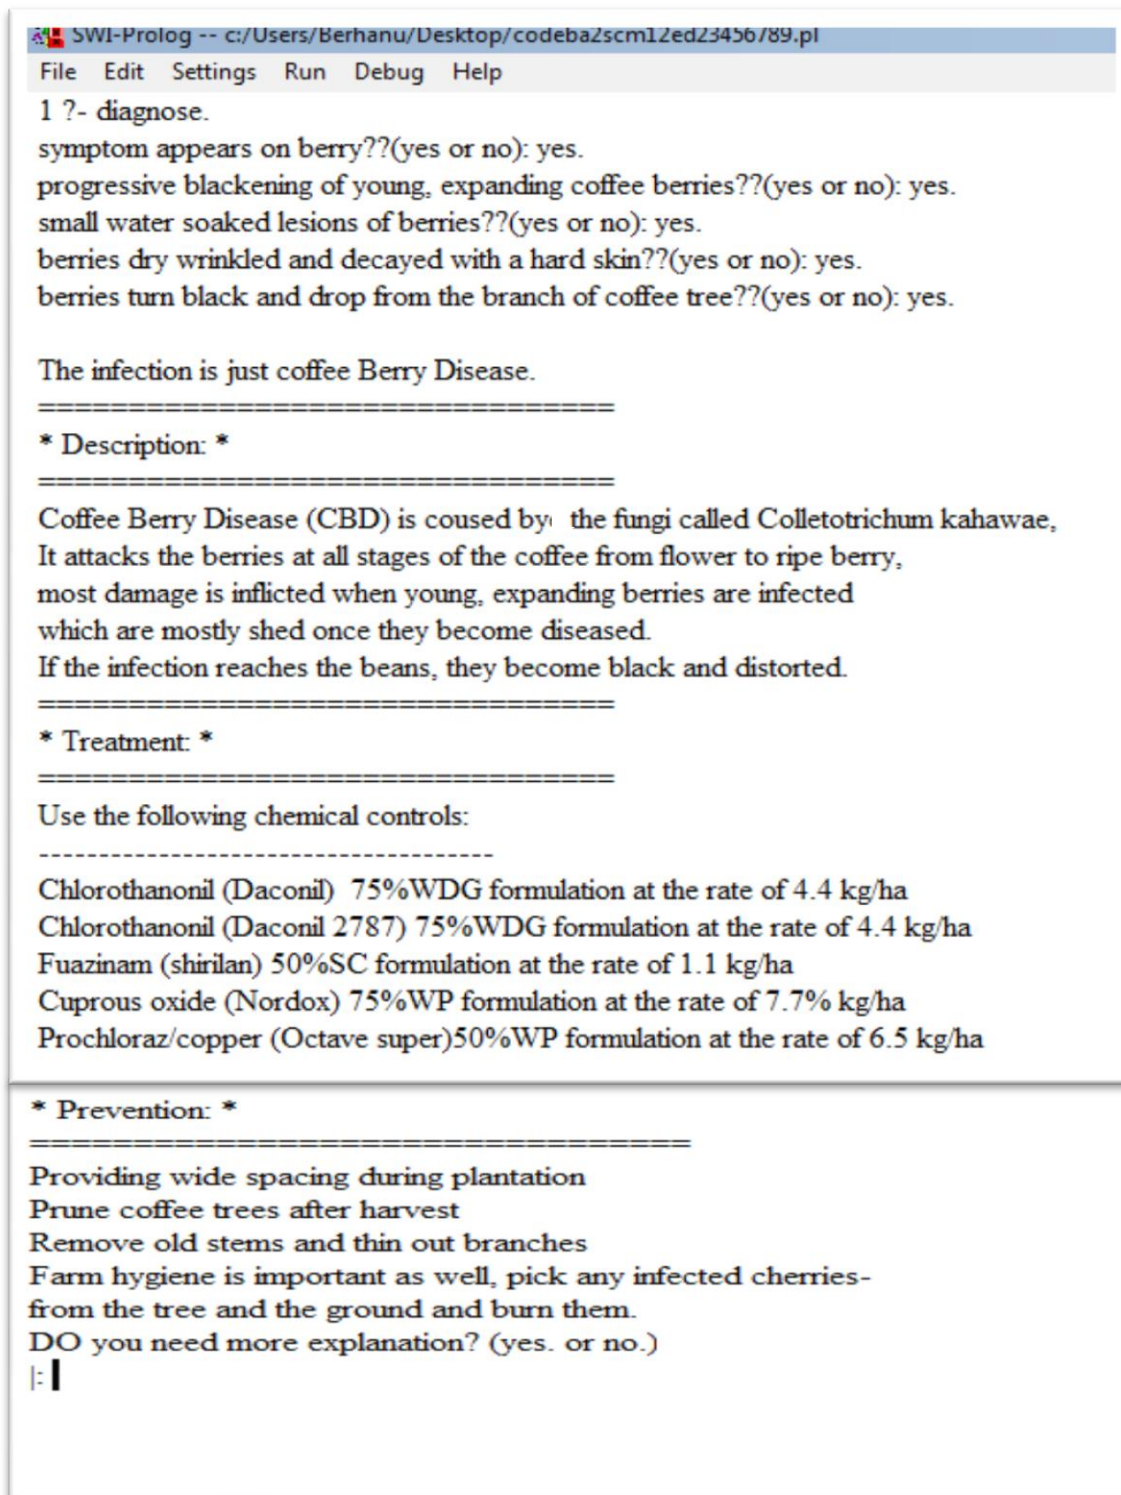 SWI-Prolog -- c:/Users/Berhanu/Desktop/codeba2scm12ed23456789.pl
File Edit Settings Run Debug Help
1 ?- diagnose.
symptom appears on berry??(yes or no): yes.
progressive blackening of young, expanding coffee berries??(yes or no): yes.
small water soaked lesions of berries??(yes or no): yes.
berries dry wrinkled and decayed with a hard skin??(yes or no): yes.
berries turn black and drop from the branch of coffee tree??(yes or no): yes.
The infection is just coffee Berry Disease.
================================
* Description: *
================================
Coffee Berry Disease (CBD) is coused by the fungi called Colletotrichum kahawae,
It attacks the berries at all stages of the coffee from flower to ripe berry,
most damage is inflicted when young, expanding berries are infected
which are mostly shed once they become diseased.
If the infection reaches the beans, they become black and distorted.
================================
* Treatment: *
================================
Use the following chemical controls:
--------------------------------------
Chlorothanonil (Daconil) 75%WDG formulation at the rate of 4.4 kg/ha
Chlorothanonil (Daconil 2787) 75%WDG formulation at the rate of 4.4 kg/ha
Fuazinam (shirilan) 50%SC formulation at the rate of 1.1 kg/ha
Cuprous oxide (Nordox) 75%WP formulation at the rate of 7.7% kg/ha
Prochloraz/copper (Octave super)50%WP formulation at the rate of 6.5 kg/ha
* Prevention: *
================================
Providing wide spacing during plantation
Prune coffee trees after harvest
Remove old stems and thin out branches
Farm hygiene is important as well, pick any infected cherries-
from the tree and the ground and burn them.
DO you need more explanation? (yes. or no.)
|: